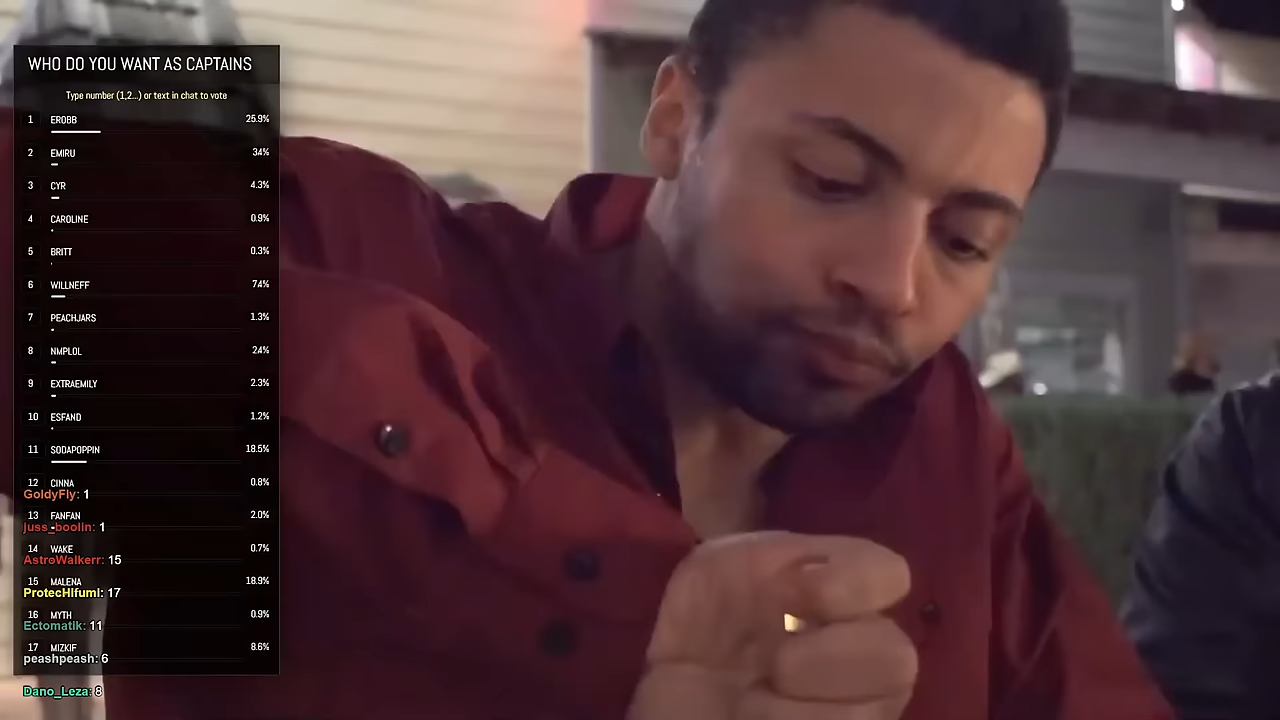 WHO DO YOU WANT AS CAPTAINS
Type number (1,2...) or text in chat to vote
1 EROBB 25.9%
2 EMIRU 34%
3 CYR 4.3%
4 CAROLINE 0.9%
5 BRITT 0.3%
6 WILLNEFF 74%
7 PEACHJARS 1.3%
8 NMPLOL 24%
9 EXTRAEMILY 2.3%
10 ESFAND 1.2%
11 SODAPOPPIN 18.5%
12 CINNA 0.8%
GoldyFly: 1
13 FANFAN 2.0%
juss_boolin: 1
14 WAKE 0.7%
AstroWalkerr: 15
15 MALENA 18.9%
ProtecHIfumI: 17
16 MYTH 0.9%
Ectomatik: 11
17 MIZKIF 8.6%
peashpeash: 6
Dano_Leza: 8